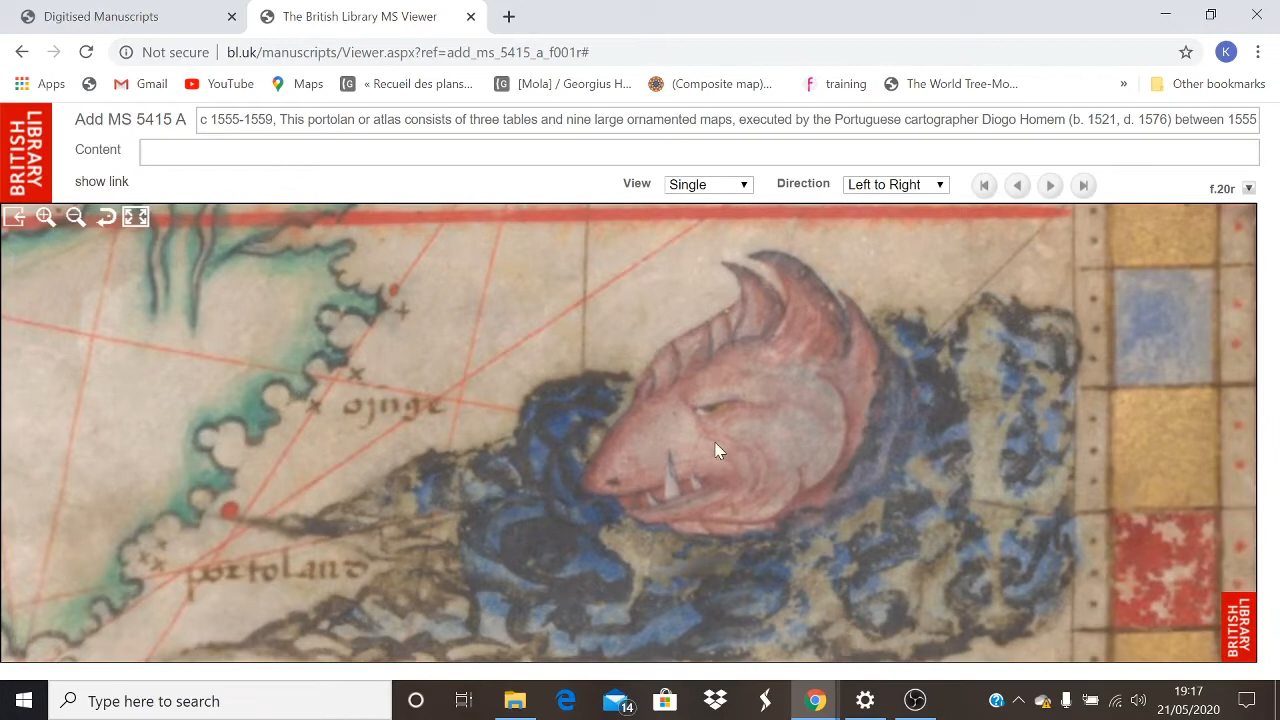 Digitised Manuscripts
The British Library MS Viewer
Not secure
bl.uk/manuscripts/Viewer.aspx?ref=add_ms_5415_a_f001r#
K
Apps
Gmail
YouTube
Maps
« Recueil des plans...
[Mola] / Georgius H...
(Composite map)...
training
The World Tree-Mo...
»
Other bookmarks
LIBRARY
BRITISH
Add MS 5415 A
c 1555-1559, This portolan or atlas consists of three tables and nine large ornamented maps, executed by the Portuguese cartographer Diogo Homem (b. 1521, d. 1576) between 1555
Content
show link
View
Single
Direction
Left to Right
f.20r
ojnge
portoland
LIBRARY
BRITISH
Type here to search
14
19:17
21/05/2020